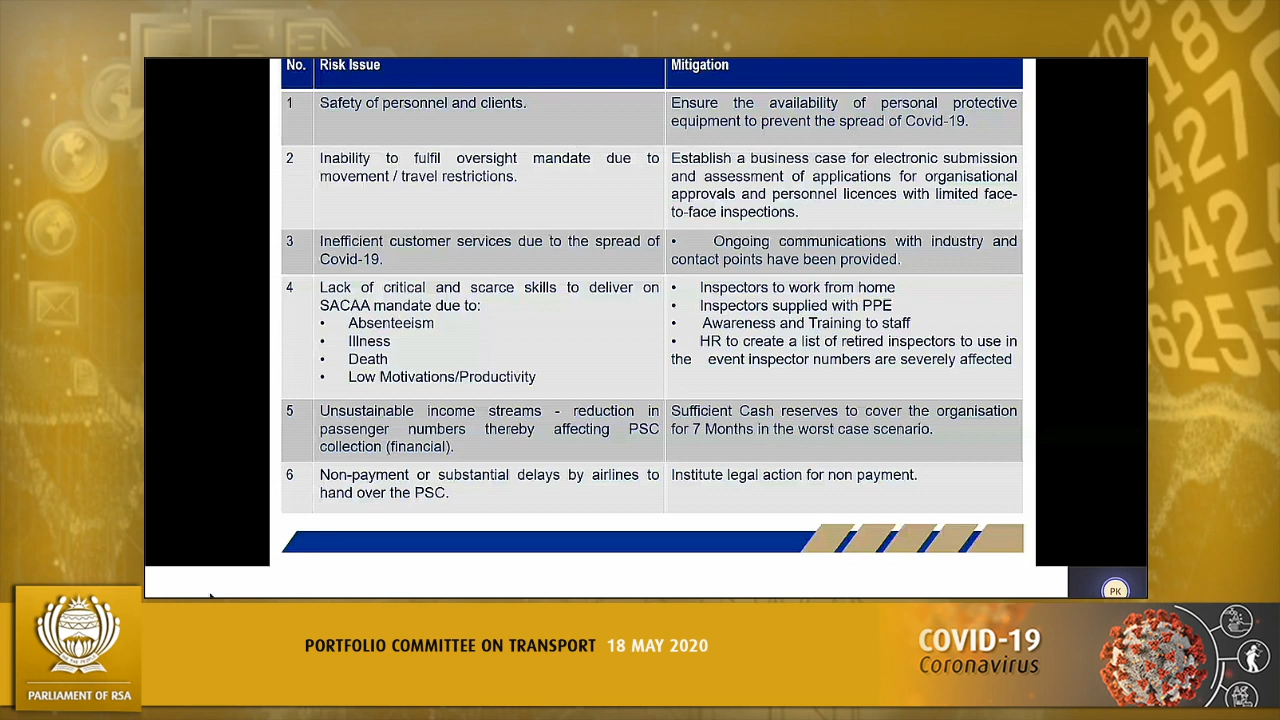 No. Risk Issue Mitigation
1 Safety of personnel and clients. Ensure the availability of personal protective
equipment to prevent the spread of Covid-19.
2 Inability to fulfil oversight mandate due to
movement / travel restrictions.
Establish a business case for electronic submission
and assessment of applications for organisational
approvals and personnel licences with limited face-
to-face inspections.
3 Inefficient customer services due to the spread of
Covid-19.
• Ongoing communications with industry and
contact points have been provided.
4 Lack of critical and scarce skills to deliver on
SACAA mandate due to:
• Absenteeism
• Illness
• Death
• Low Motivations/Productivity
• Inspectors to work from home
• Inspectors supplied with PPE
• Awareness and Training to staff
• HR to create a list of retired inspectors to use in
the event inspector numbers are severely affected
5 Unsustainable income streams - reduction in
passenger numbers thereby affecting PSC
collection (financial).
Sufficient Cash reserves to cover the organisation
for 7 Months in the worst case scenario.
6 Non-payment or substantial delays by airlines to
hand over the PSC.
Institute legal action for non payment.
PK
PARLIAMENT OF RSA
PORTFOLIO COMMITTEE ON TRANSPORT 18 MAY 2020
COVID-19
Coronavirus